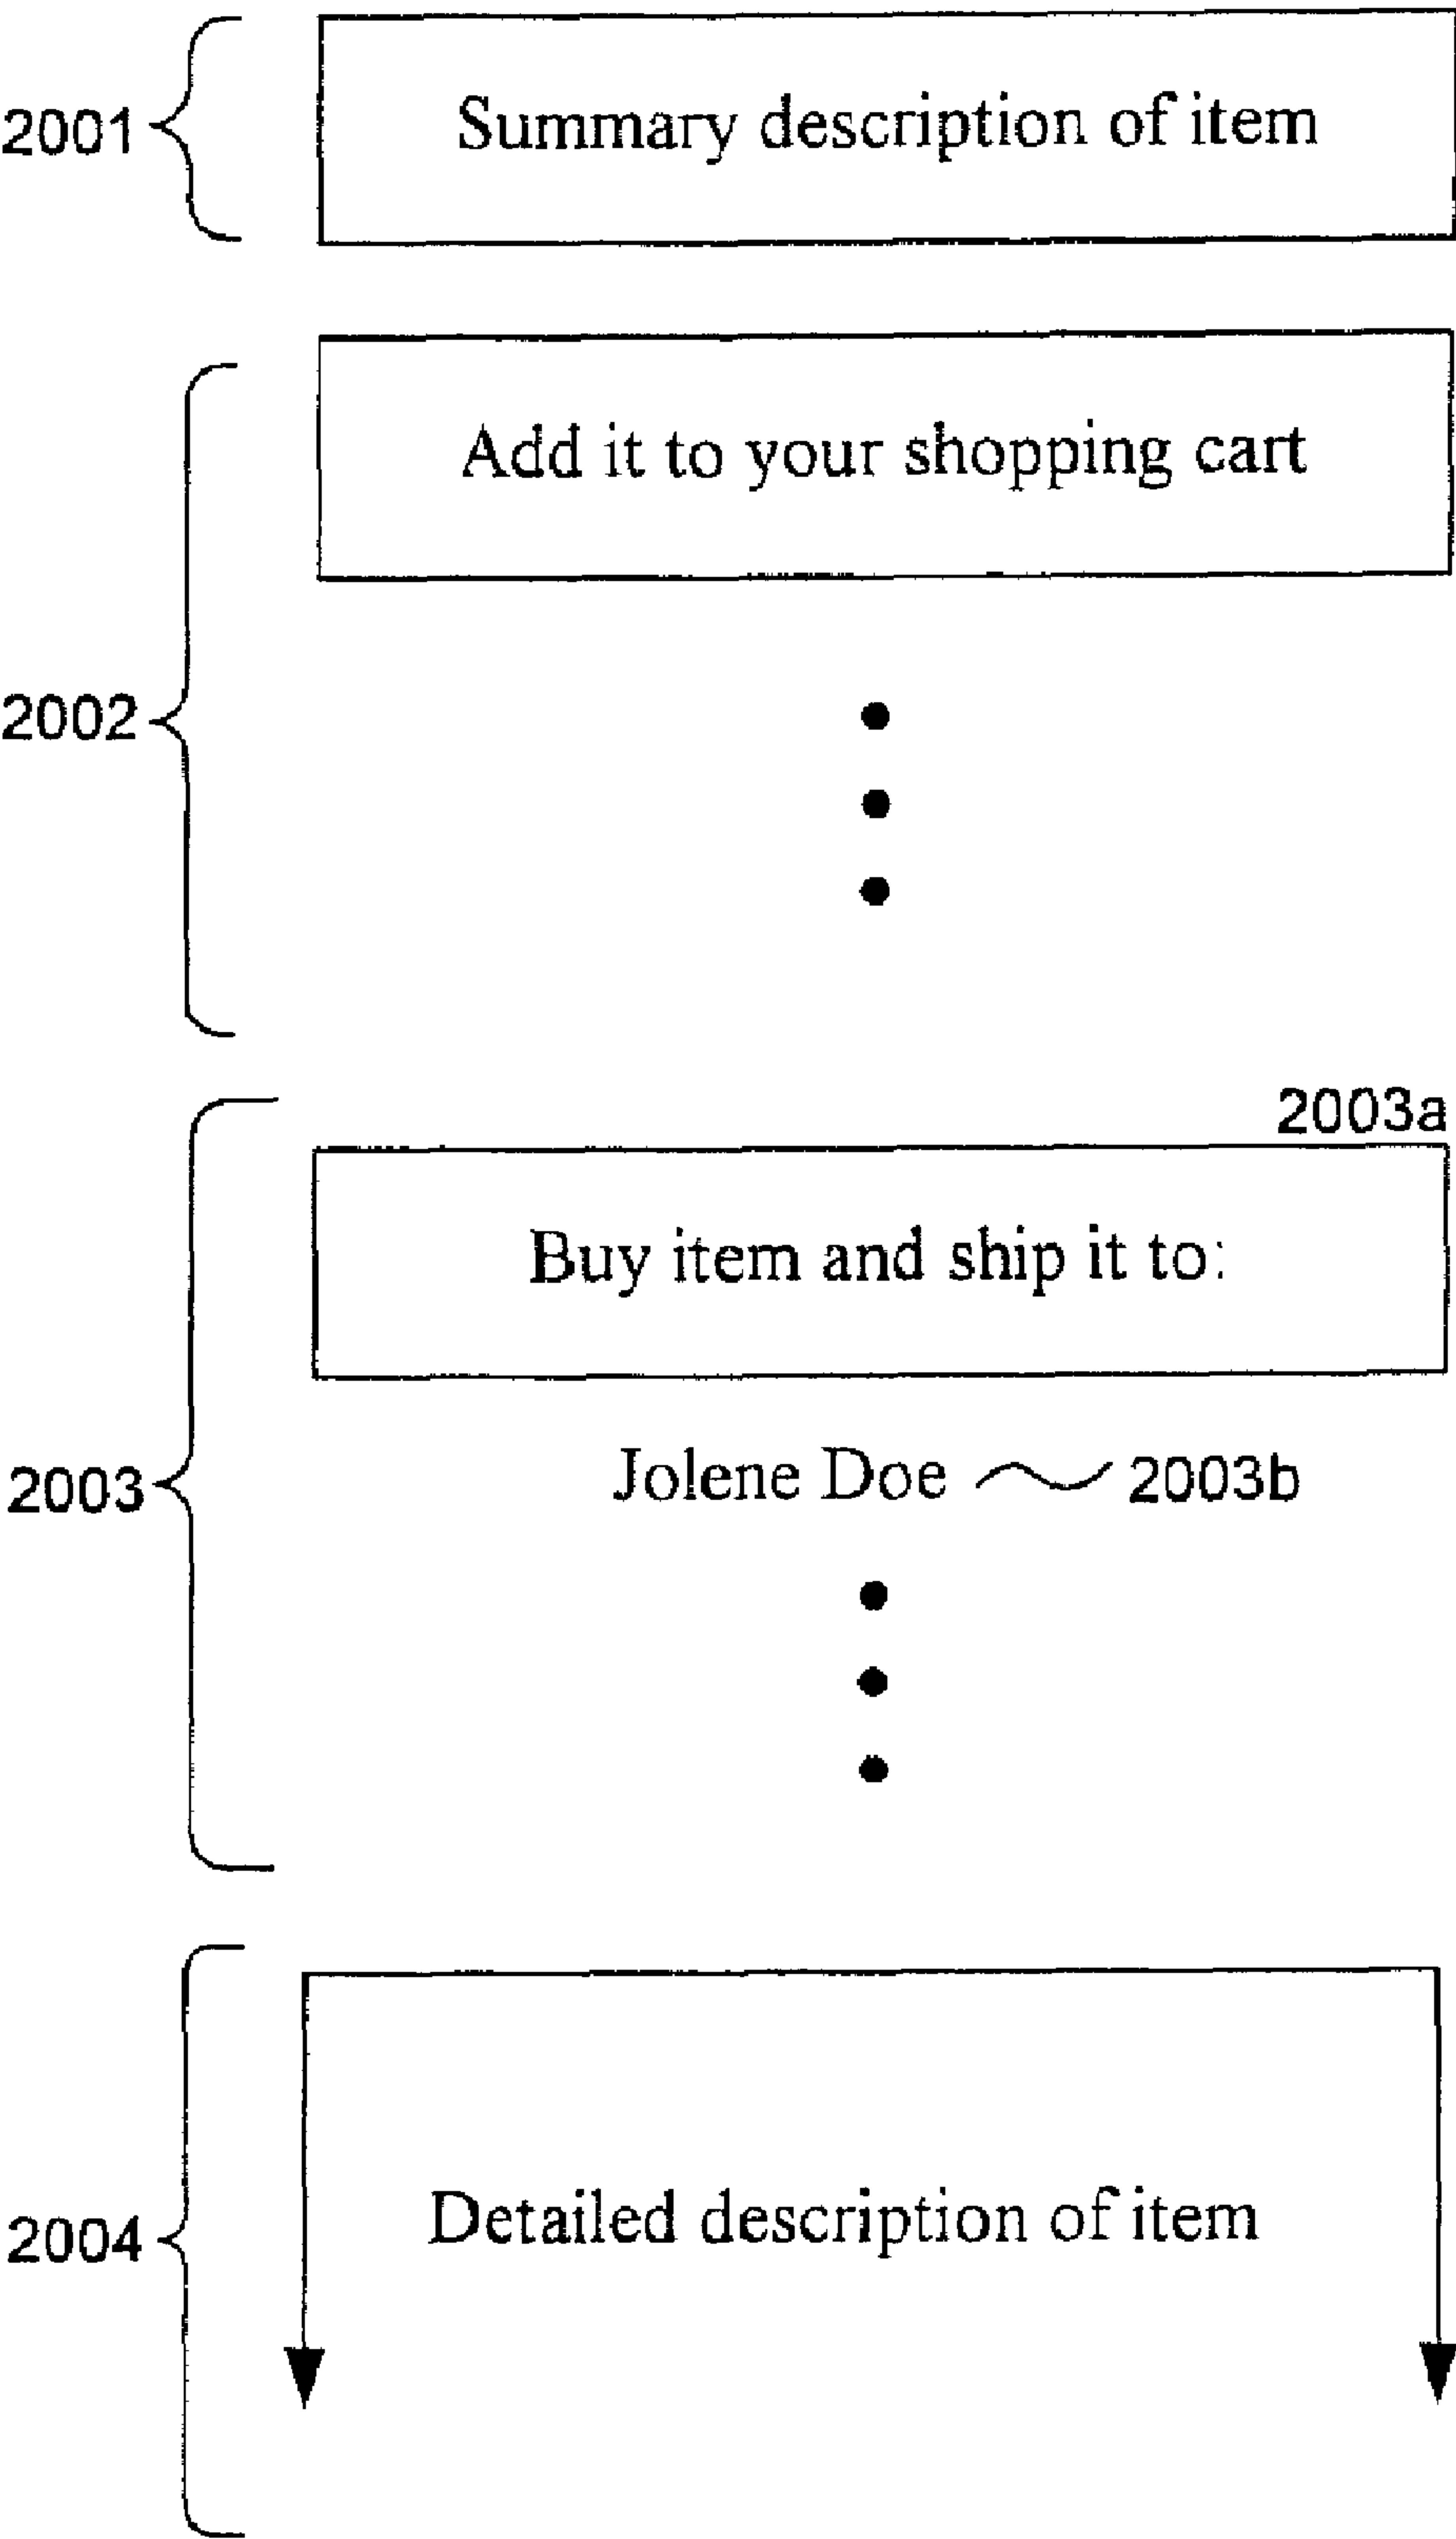 2001
Summary description of item
Add it to your shopping cart
2002
2003a
Buy item and ship it to:
Jolene Doe 2003b
2003
Detailed description of item
2004